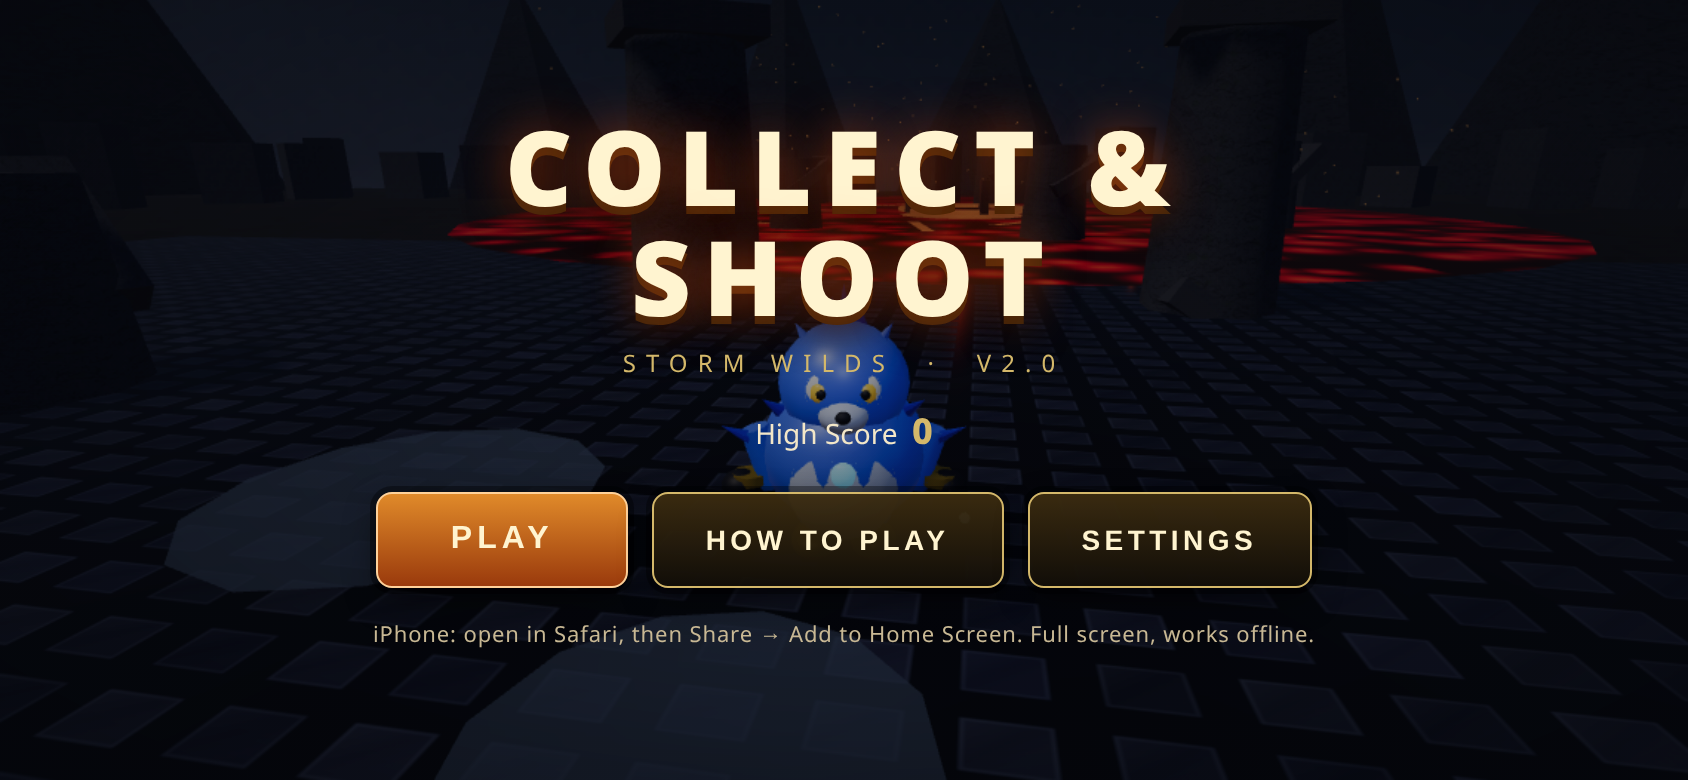 COLLECT &
SHOOT
STORM WILDS · V2.0
High Score 0
PLAY
HOW TO PLAY
SETTINGS
iPhone: open in Safari, then Share → Add to Home Screen. Full screen, works offline.